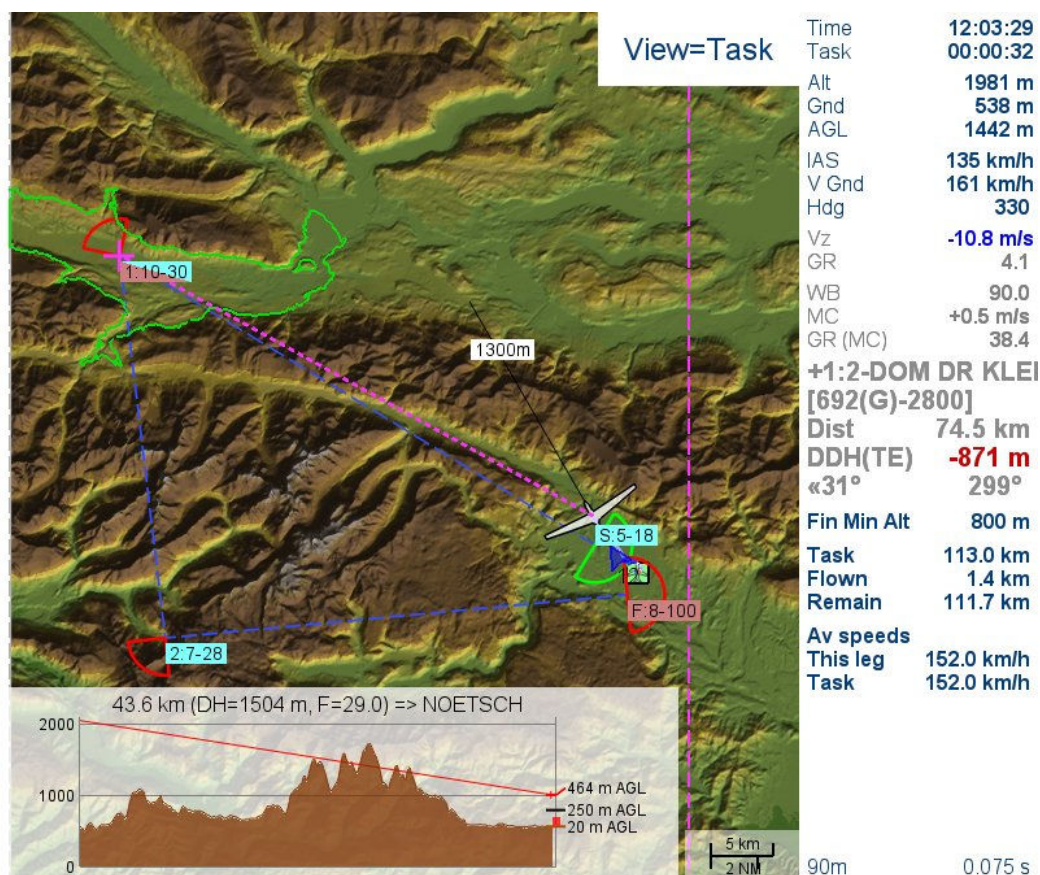 View=Task
1:10-30
1300m
S:5-18
F:8-100
2:7-28
43.6 km (DH=1504 m, F=29.0) => NOETSCH
2000
1000
0
464 m AGL
250 m AGL
20 m AGL
5 km
2 NM
Time 12:03:29
Task 00:00:32
Alt 1981 m
Gnd 538 m
AGL 1442 m
IAS 135 km/h
V Gnd 161 km/h
Hdg 330
Vz -10.8 m/s
GR 4.1
WB 90.0
MC +0.5 m/s
GR (MC) 38.4
+1:2-DOM DR KLEI
[692(G)-2800]
Dist 74.5 km
DDH(TE) -871 m
«31° 299°
Fin Min Alt 800 m
Task 113.0 km
Flown 1.4 km
Remain 111.7 km
Av speeds
This leg 152.0 km/h
Task 152.0 km/h
90m 0.075 s